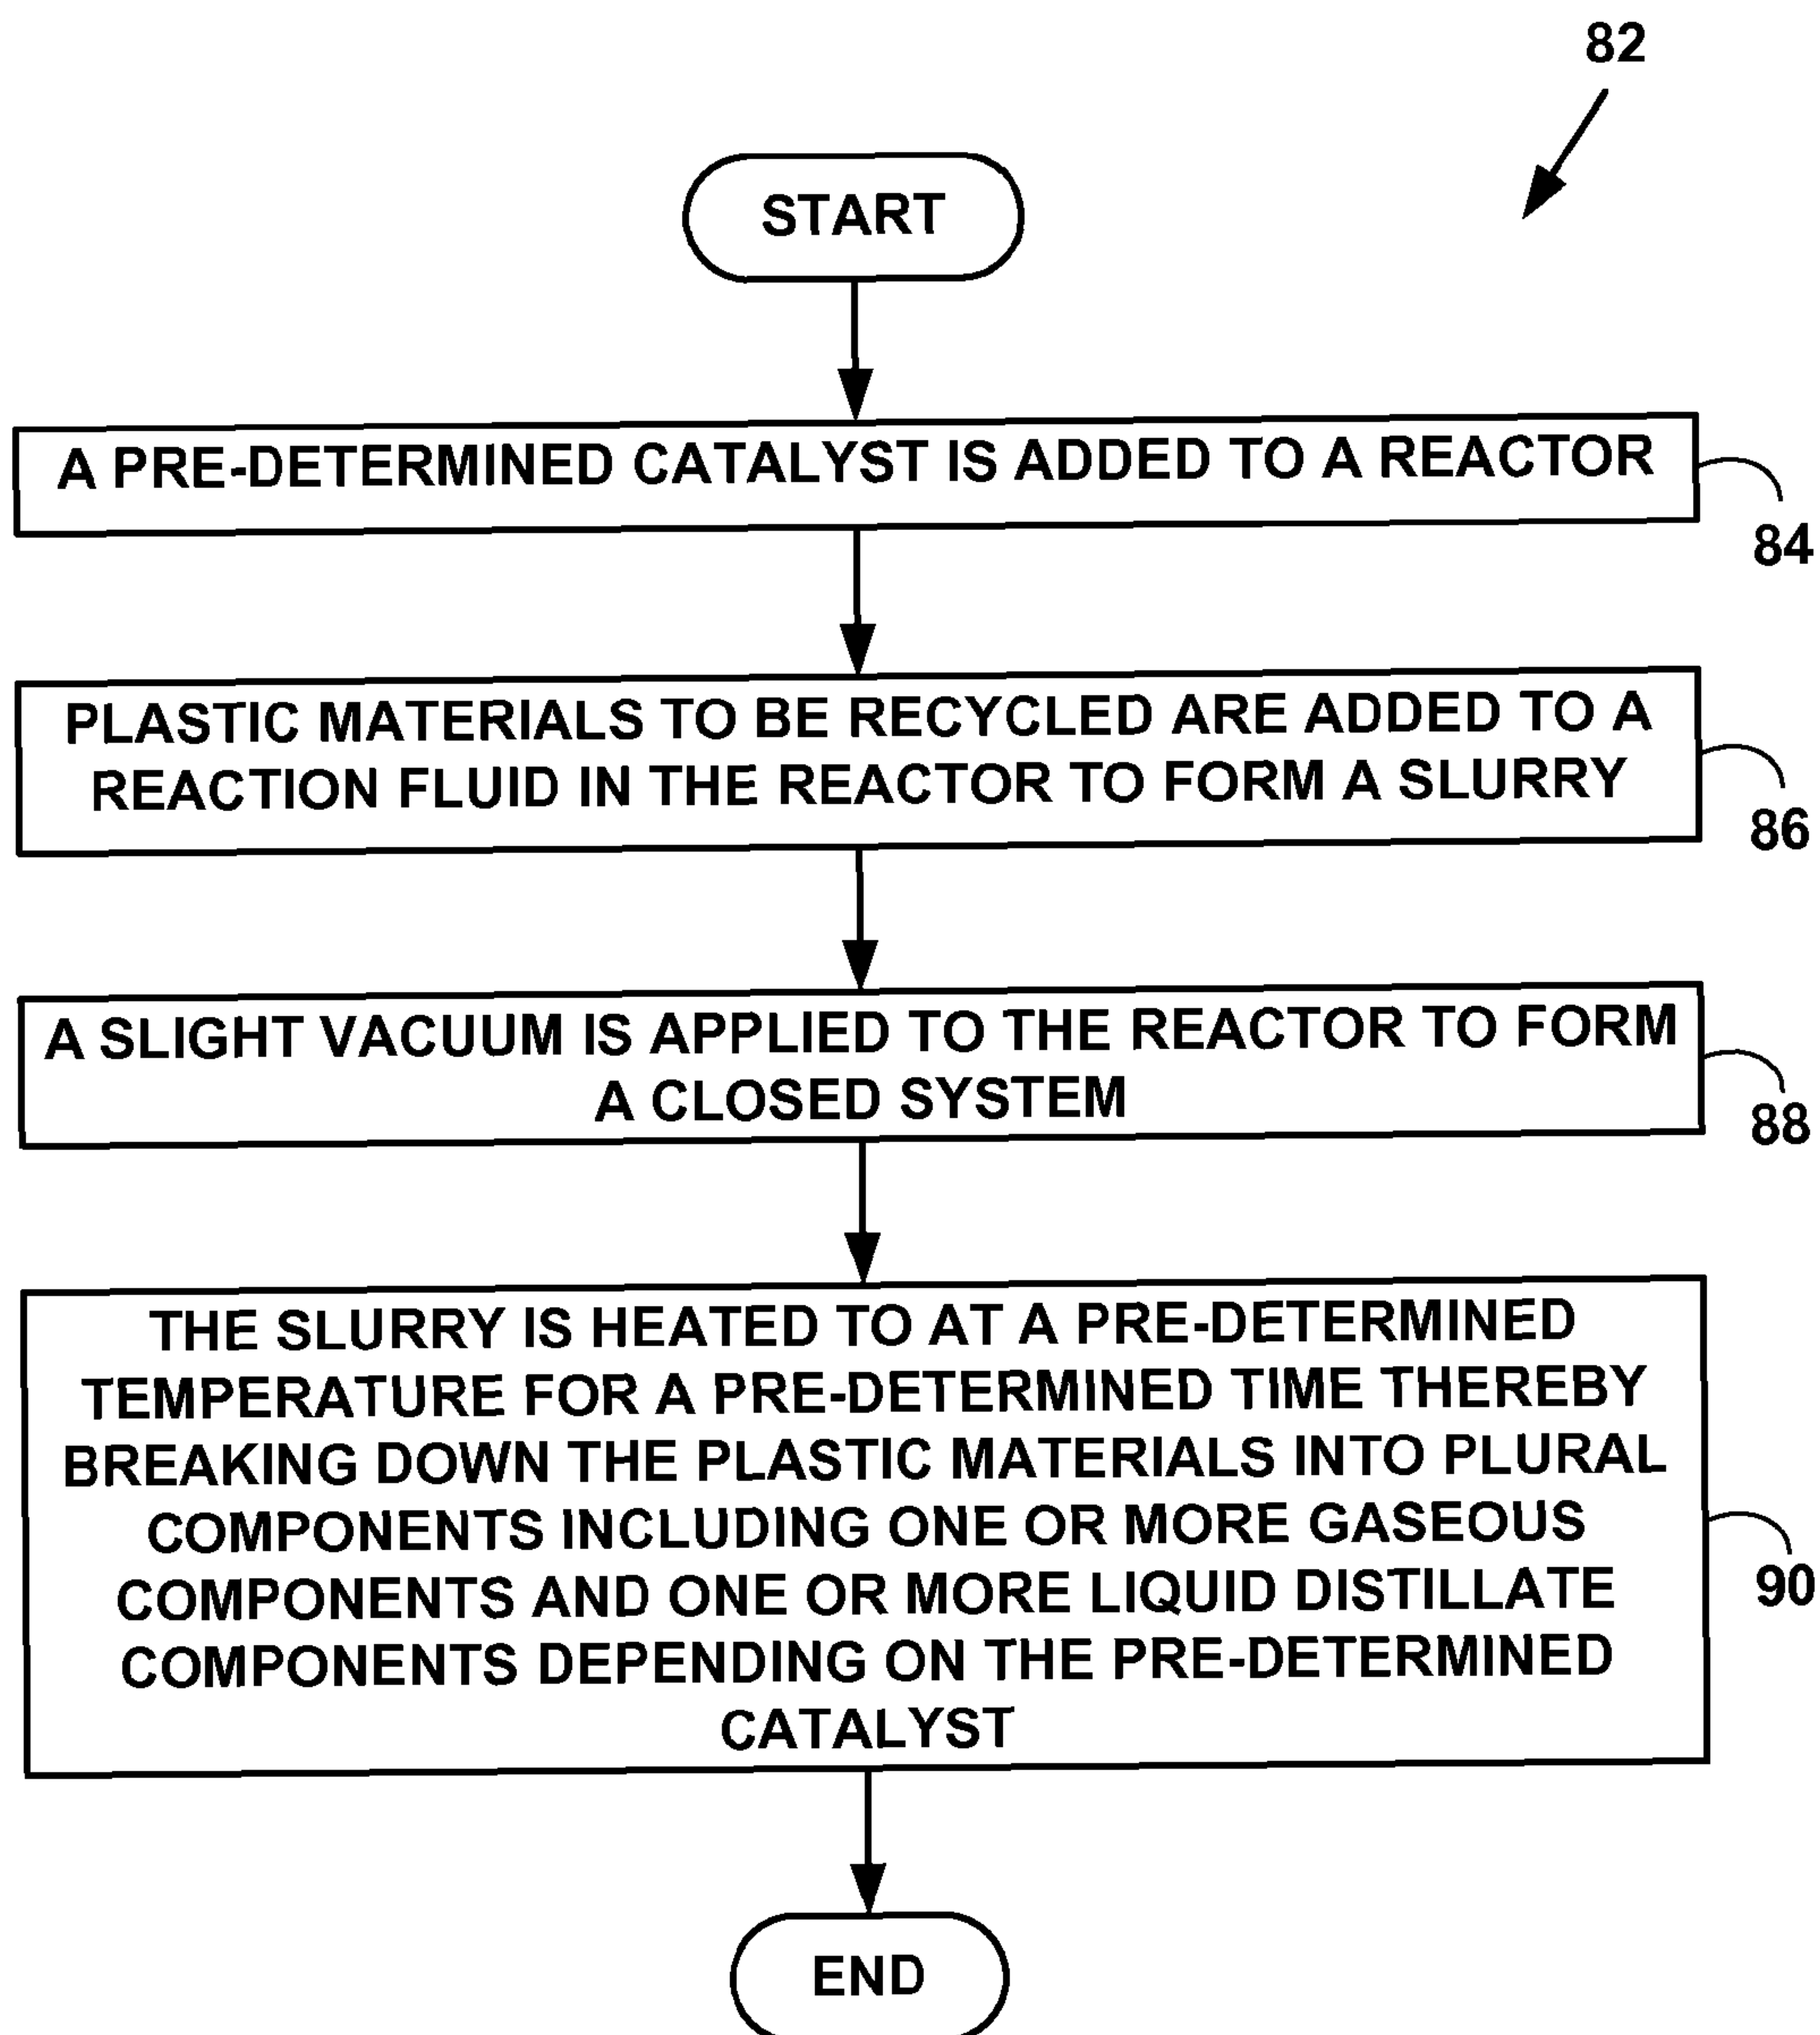 82
START
A PRE-DETERMINED CATALYST IS ADDED TO A REACTOR
84
PLASTIC MATERIALS TO BE RECYCLED ARE ADDED TO A
REACTION FLUID IN THE REACTOR TO FORM A SLURRY
86
A SLIGHT VACUUM IS APPLIED TO THE REACTOR TO FORM
A CLOSED SYSTEM
88
THE SLURRY IS HEATED TO AT A PRE-DETERMINED
TEMPERATURE FOR A PRE-DETERMINED TIME THEREBY
BREAKING DOWN THE PLASTIC MATERIALS INTO PLURAL
COMPONENTS INCLUDING ONE OR MORE GASEOUS
COMPONENTS AND ONE OR MORE LIQUID DISTILLATE
COMPONENTS DEPENDING ON THE PRE-DETERMINED
CATALYST
90
END